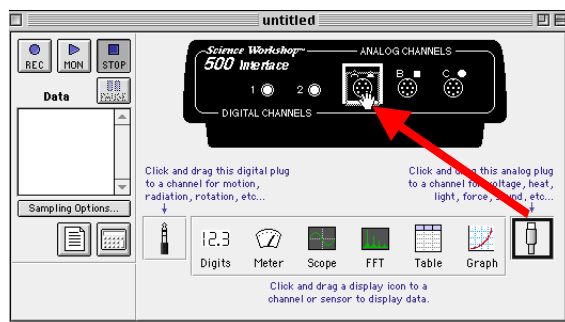 untitled
REC MON STOP
PAUSE
Data
Sampling Options...
Science Workshop™
500 Interface
ANALOG CHANNELS
A B C
1 2
DIGITAL CHANNELS
Click and drag this digital plug
to a channel for motion,
radiation, rotation, etc...
Click and drag this analog plug
to a channel for voltage, heat,
light, force, sound, etc...
12.3
Digits Meter Scope FFT Table Graph
Click and drag a display icon to a
channel or sensor to display data.